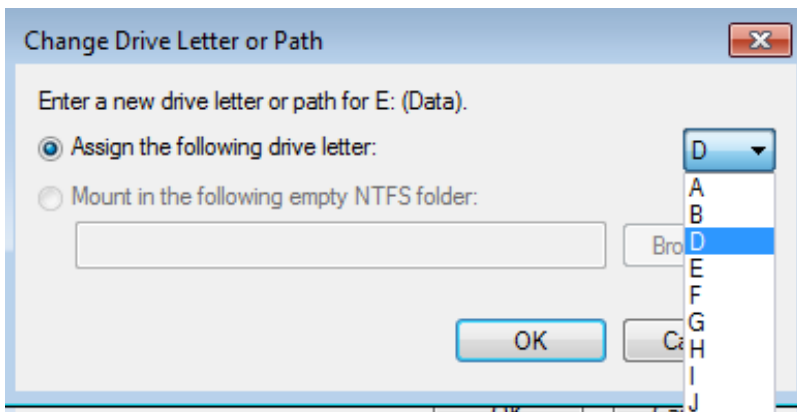 Change Drive Letter or Path
Enter a new drive letter or path for E: (Data).
Assign the following drive letter:
D
Mount in the following empty NTFS folder:
A
B
D
E
F
G
H
I
J
OK